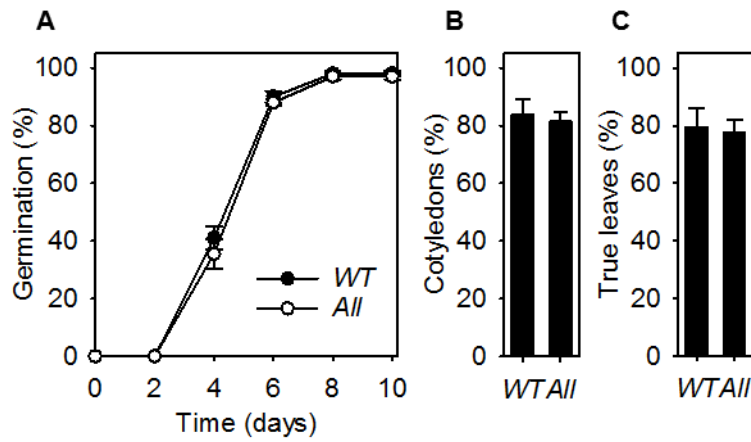 A
B
C
Germination (%)
100
80
60
40
20
0
WT
All
0 2 4 6 8 10
Time (days)
Cotyledons (%)
100
80
60
40
20
0
WT All
True leaves (%)
100
80
60
40
20
0
WT All